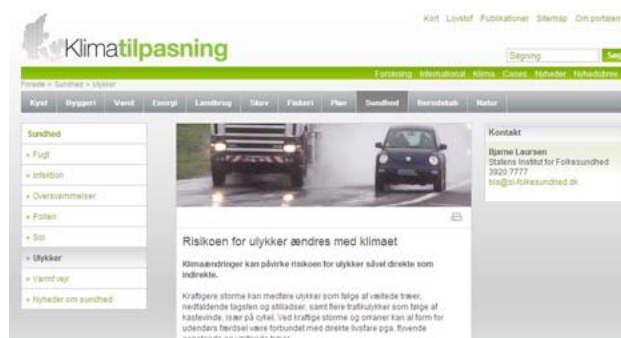 Kort Lovstof Publikationer Sitemap Om portalen
Klimatilpasning
Søgning Søg
Forskning International Klima Cases Nyheder Nyhedsbrev
Forside > Sundhed > Ulykker
Kyst Byggeri Vand Energi Landbrug Skov Fiskeri Plan Sundhed Beredskab Natur
Sundhed
» Fugt
» Infektion
» Oversvømmelser
» Pollen
» Sol
» Ulykker
» Varmt vejr
» Nyheder om sundhed
Risikoen for ulykker ændres med klimaet
Klimaændringer kan påvirke risikoen for ulykker såvel direkte som
indirekte.
Kraftigere storme kan medføre ulykker som følge af væltede træer,
nedfaldende tagsten og stilladser, samt flere trafikulykker som følge af
kastevinde, især på cykel. Ved kraftige storme og orkaner kan al form for
udendørs færdsel være forbundet med direkte livsfare pga. flyvende
Kontakt
Bjarne Laursen
Statens Institut for Folkesundhed
3920 7777
bla@si-folkesundhed.dk